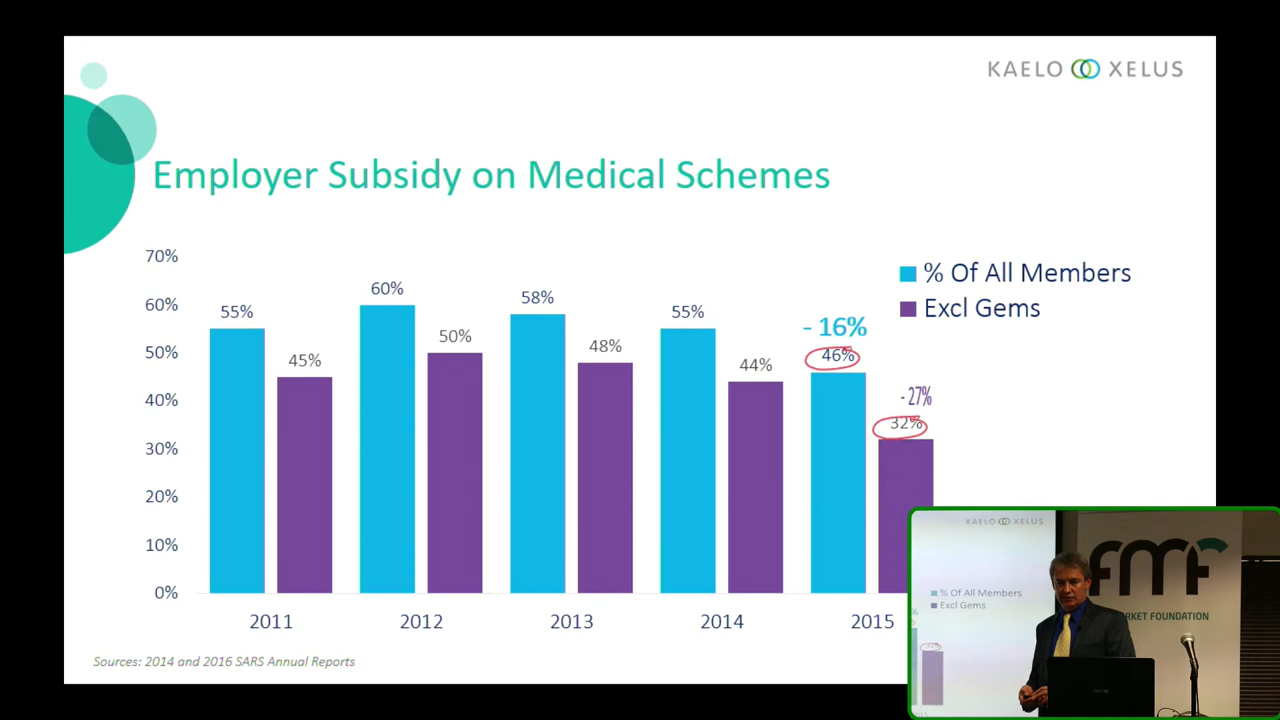 KAELO XELUS
Employer Subsidy on Medical Schemes
70%
60%
50%
40%
30%
20%
10%
0%
55%
45%
60%
50%
58%
48%
55%
44%
- 16%
46%
- 27%
32%
% Of All Members
Excl Gems
2011
2012
2013
2014
2015
Sources: 2014 and 2016 SARS Annual Reports
KAELO XELUS
% Of All Members
Excl Gems
fmf
MARKET FOUNDATION